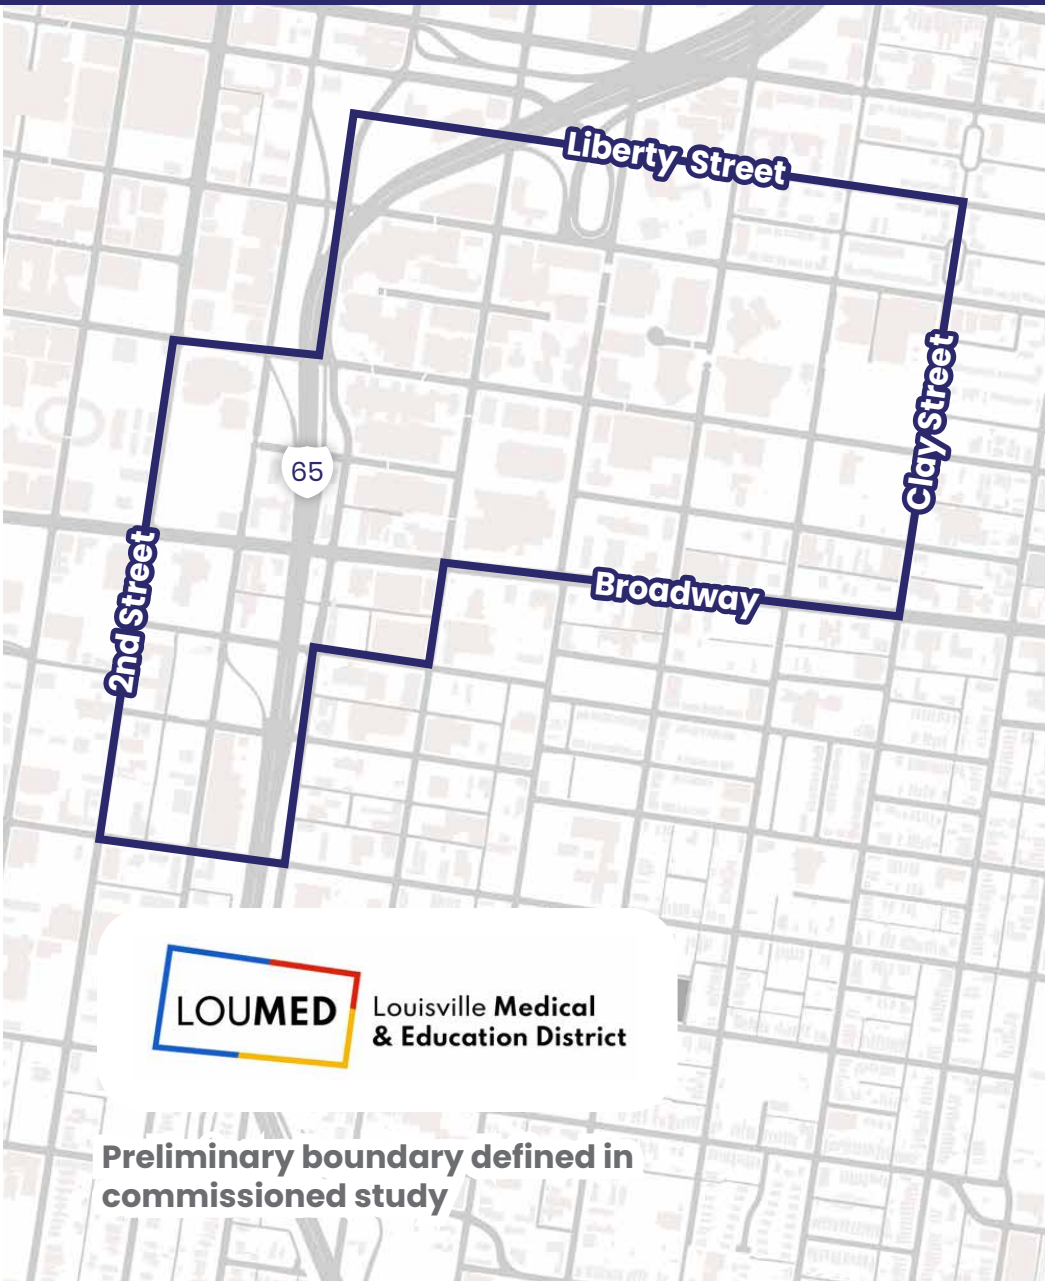 Liberty Street
Clay Street
65
2nd Street
Broadway
LOUMED
Louisville Medical
& Education District
Preliminary boundary defined in
commissioned study